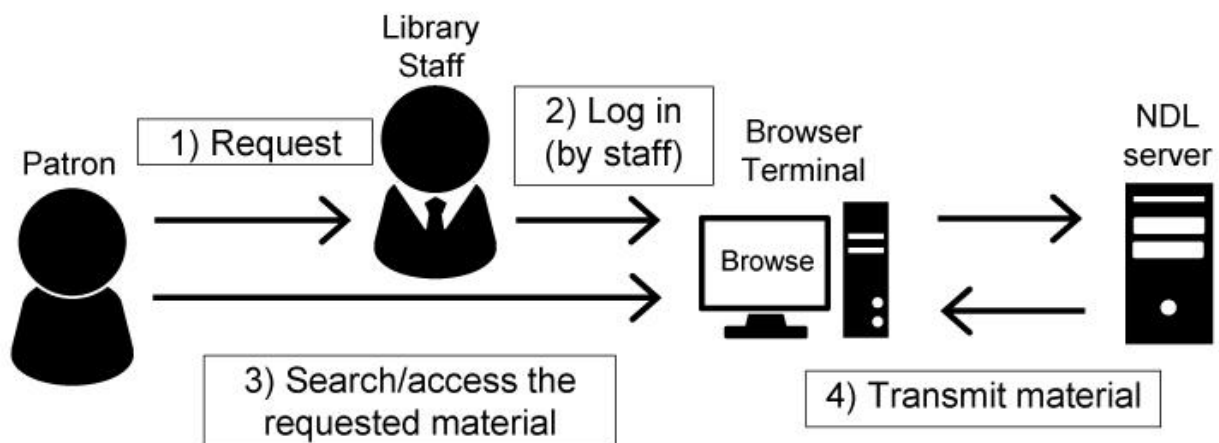 Patron
1) Request
Library
Staff
2) Log in
(by staff)
Browser
Terminal
Browse
NDL
server
3) Search/access the
requested material
4) Transmit material